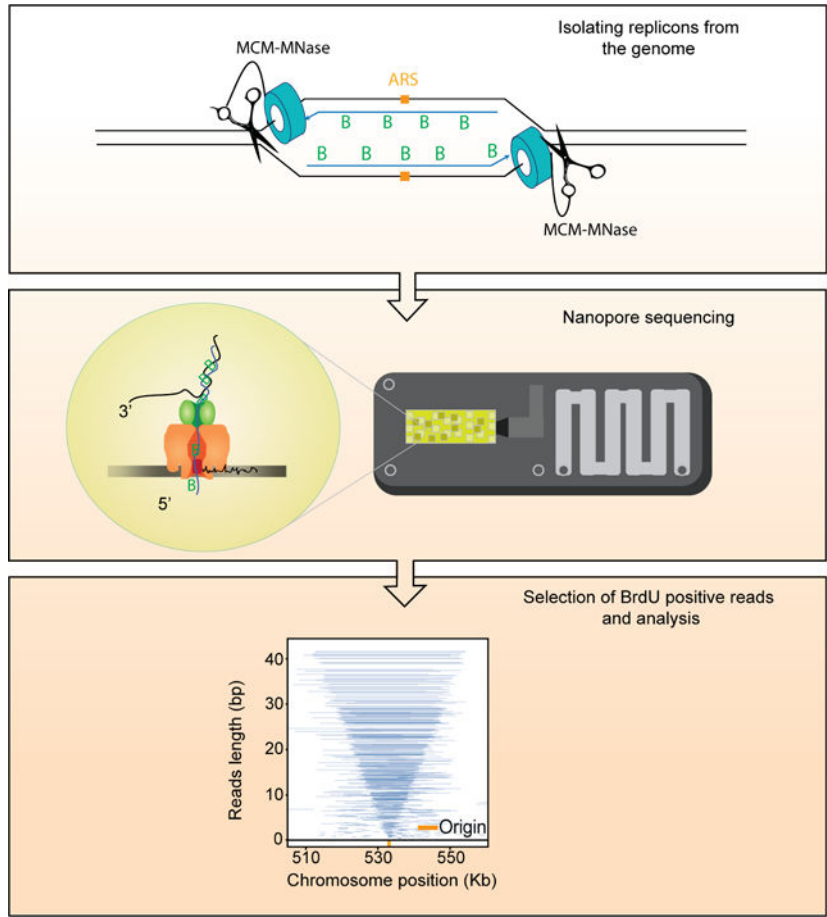 Isolating replicons from
the genome
MCM-MNase
ARS
B B B B
B B B B B
MCM-MNase
Nanopore sequencing
3’
B
5’
Selection of BrdU positive reads
and analysis
Reads length (bp)
40
30
20
10
0
Origin
510 530 550
Chromosome position (Kb)